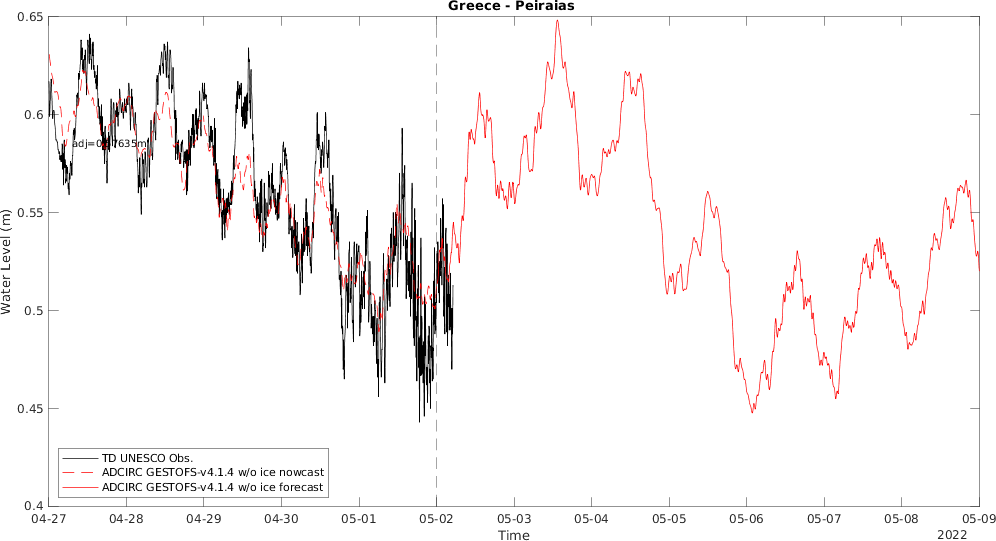 Greece - Peiraias
0.65
0.6
0.55
0.5
0.45
0.4
Water Level (m)
TD UNESCO Obs.
ADCIRC GESTOFS-v4.1.4 w/o ice nowcast
ADCIRC GESTOFS-v4.1.4 w/o ice forecast
04-27 04-28 04-29 04-30 05-01 05-02 05-03 05-04 05-05 05-06 05-07 05-08 05-09
Time
2022